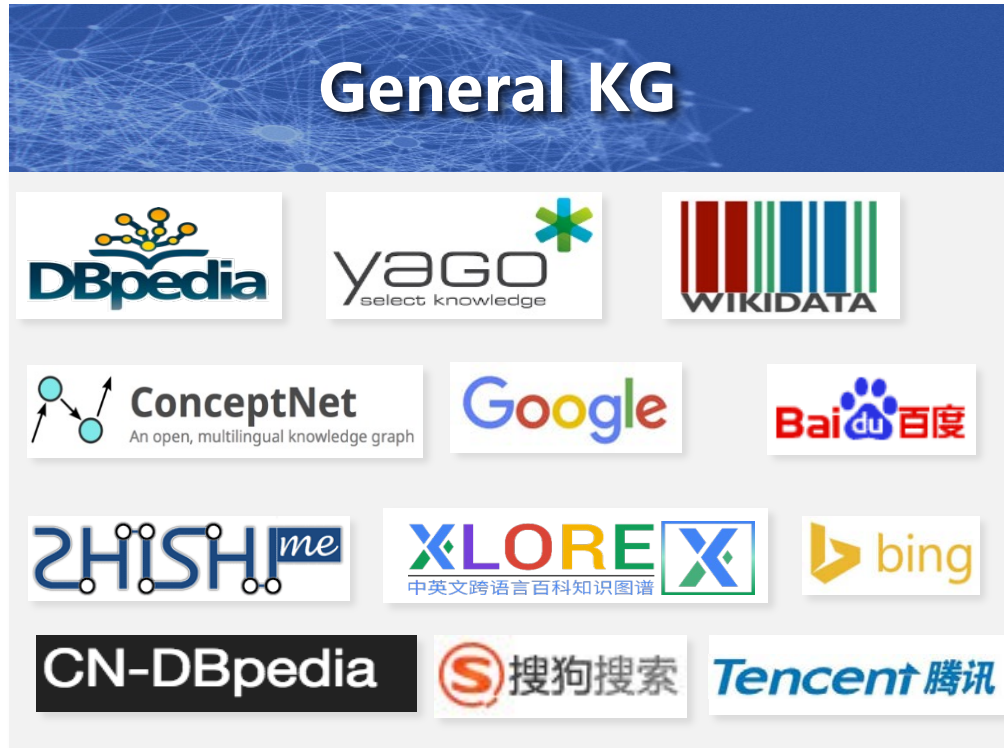 General KG
DBpedia
yago
select knowledge
WIKIDATA
ConceptNet
An open, multilingual knowledge graph
Google
Bai du 百度
ZHISHI me
XLORE X
中英文跨语言百科知识图谱
bing
CN-DBpedia
S 搜狗搜索
Tencent 腾讯